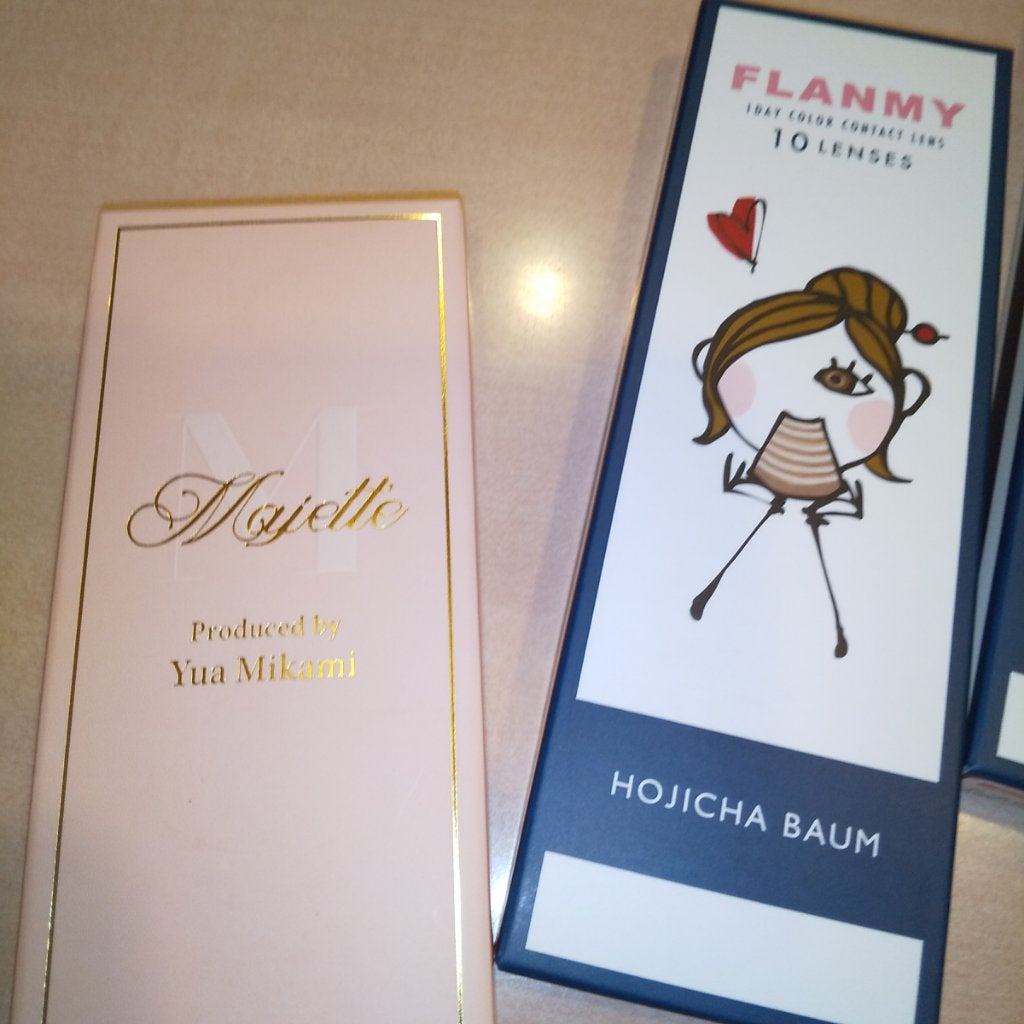 M
Majette
Produced by
Yua Mikami
FLANMY
1DAY COLOR CONTACT LENS
10 LENSES
HOJICHA BAUM